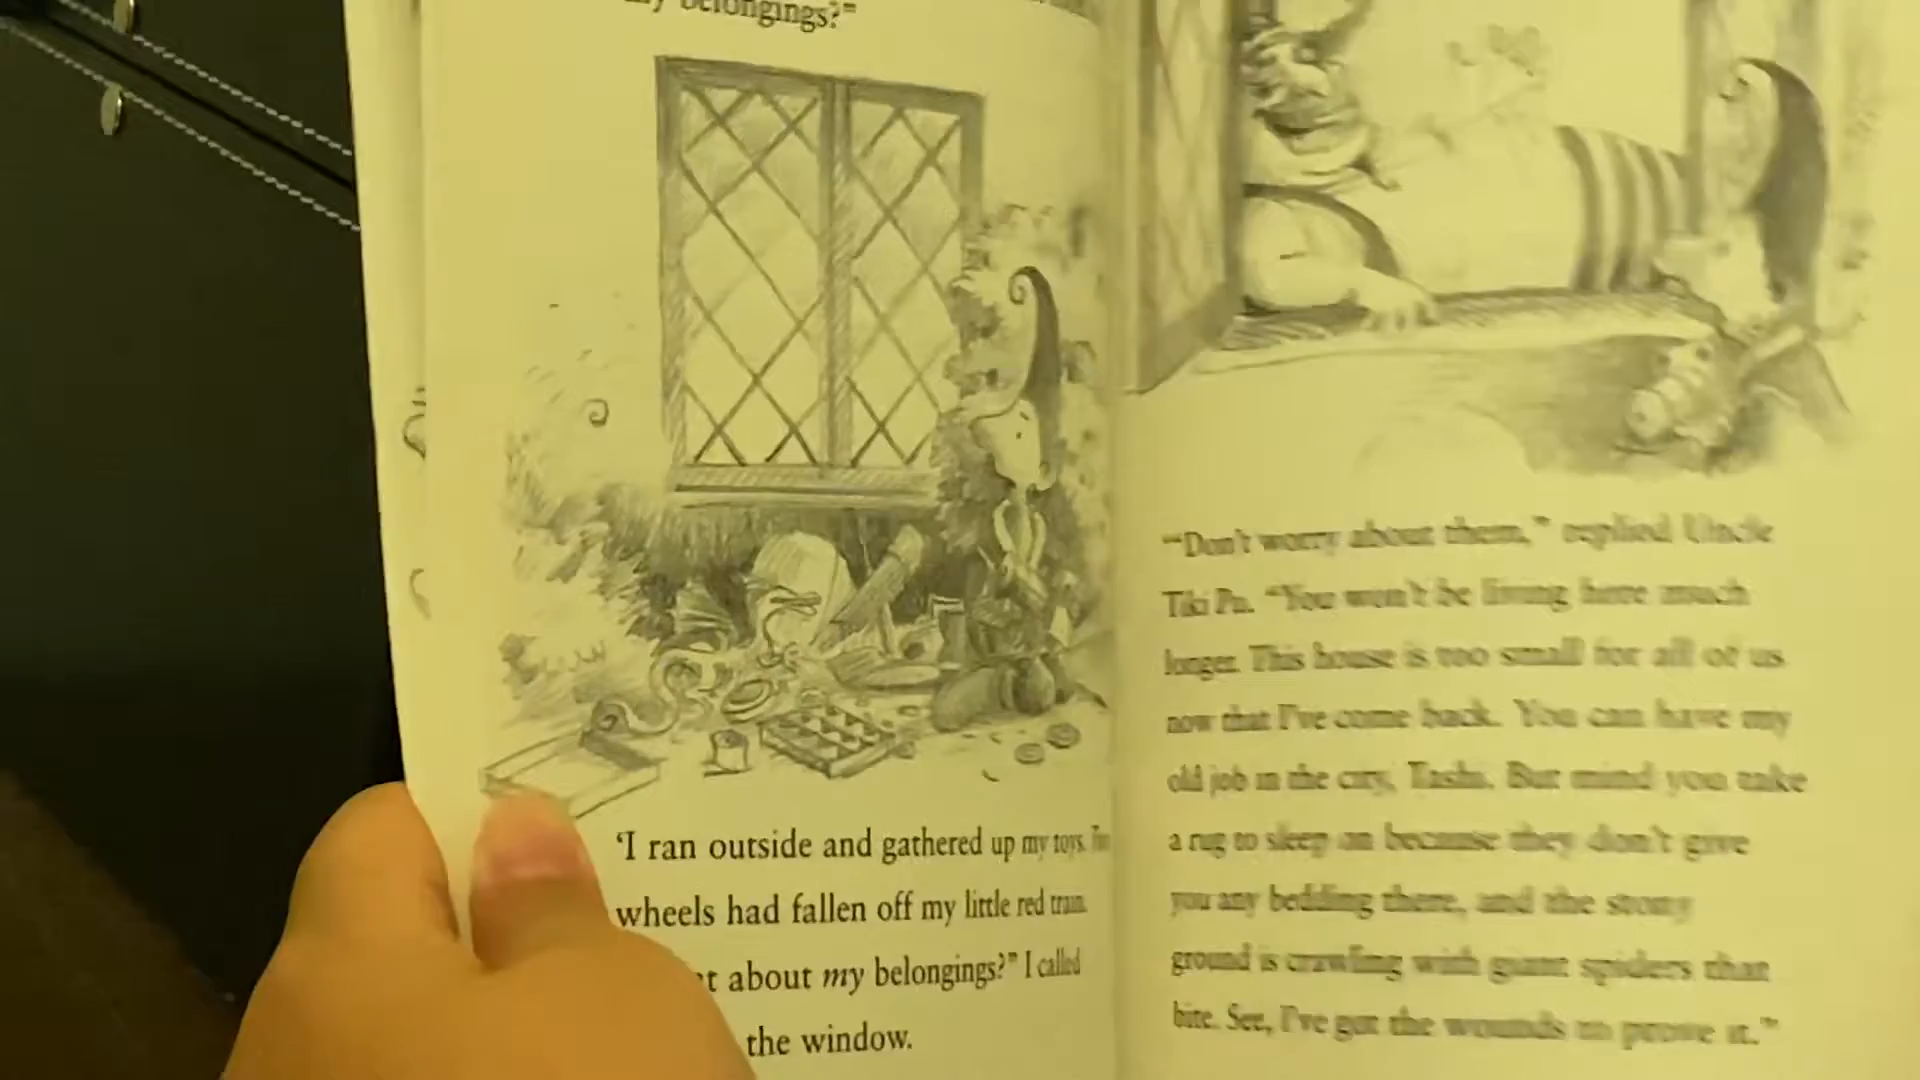 my belongings?"
‘I ran outside and gathered up my toys. The
wheels had fallen off my little red train.
about my belongings?" I called
the window.
"Don't worry about them," replied Uncle
Tiki Pu. "You won't be living here much
longer. This house is too small for all of us
now that I've come back. You can have my
old job in the city, Tashi. But mind you take
a rug to sleep on because they don't give
you any bedding there, and the stony
ground is crawling with giant spiders that
bite. See, I've got the wounds to prove it."